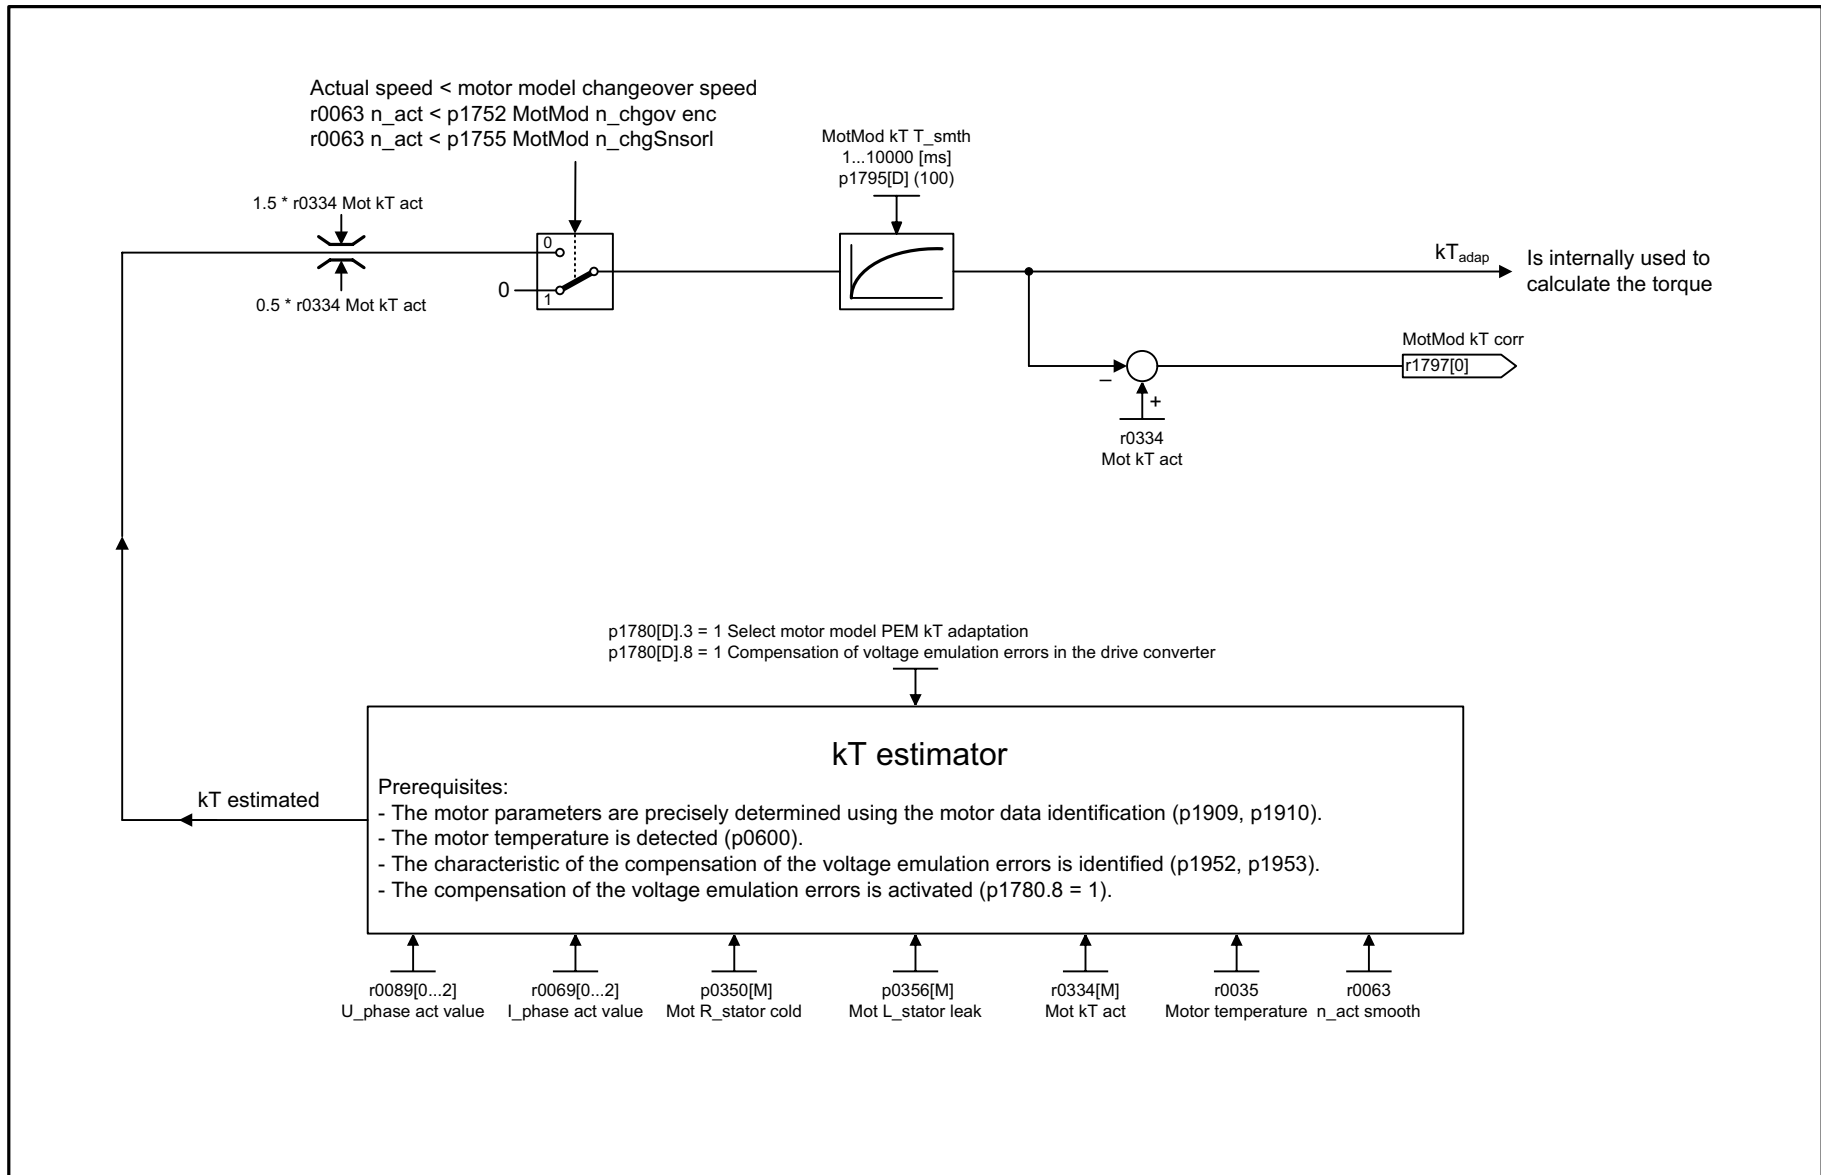 Actual speed < motor model changeover speed
r0063 n_act < p1752 MotMod n_chgov enc
r0063 n_act < p1755 MotMod n_chgSnsorl
MotMod kT T_smth
1...10000 [ms]
p1795[D] (100)
1.5 * r0334 Mot kT act
0
0
1
0.5 * r0334 Mot kT act
kTadap
Is internally used to
calculate the torque
MotMod kT corr
r1797[0]
–
+
r0334
Mot kT act
p1780[D].3 = 1 Select motor model PEM kT adaptation
p1780[D].8 = 1 Compensation of voltage emulation errors in the drive converter
kT estimator
kT estimated
Prerequisites:
- The motor parameters are precisely determined using the motor data identification (p1909, p1910).
- The motor temperature is detected (p0600).
- The characteristic of the compensation of the voltage emulation errors is identified (p1952, p1953).
- The compensation of the voltage emulation errors is activated (p1780.8 = 1).
r0089[0...2]
U_phase act value
r0069[0...2]
I_phase act value
p0350[M]
Mot R_stator cold
p0356[M]
Mot L_stator leak
r0334[M]
Mot kT act
r0035
Motor temperature
r0063
n_act smooth